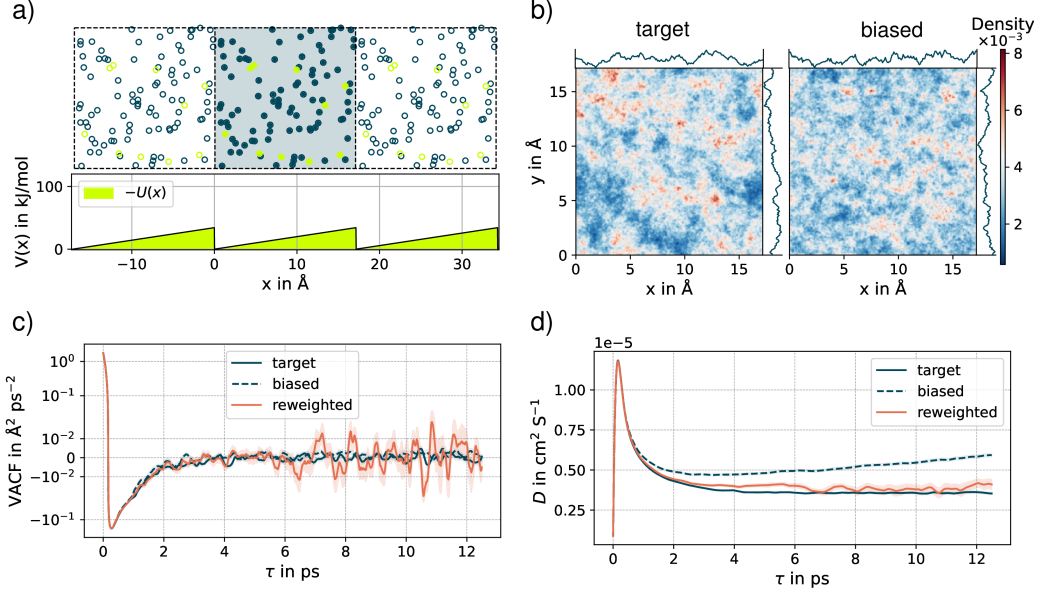 a)
V(x) in kJ/mol
100
0
−U(x)
−10
0
10
20
30
x in Å
b)
target
biased
Density
×10⁻³
8
6
4
2
y in Å
15
10
5
0
0
5
10
15
x in Å
0
5
10
15
x in Å
c)
VACF in Å² ps⁻²
10⁰
10⁻¹
10⁻²
0
−10⁻²
−10⁻¹
target
biased
reweighted
0
2
4
6
8
10
12
τ in ps
d)
1e−5
D in cm² S⁻¹
1.00
0.75
0.50
0.25
target
biased
reweighted
0
2
4
6
8
10
12
τ in ps